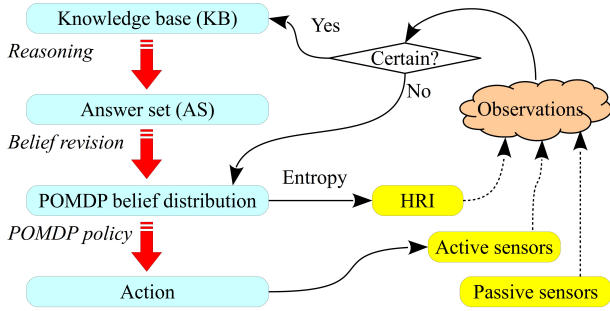 Knowledge base (KB)
Yes
Reasoning
Certain?
No
Answer set (AS)
Observations
Belief revision
Entropy
POMDP belief distribution
HRI
POMDP policy
Active sensors
Action
Passive sensors